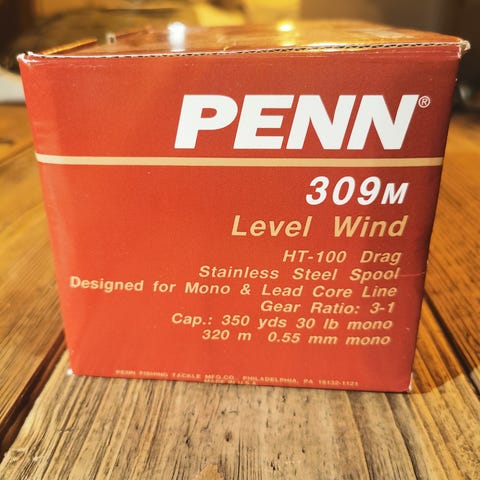 PENN®
309M
Level Wind
HT-100 Drag
Stainless Steel Spool
Designed for Mono & Lead Core Line
Gear Ratio: 3-1
Cap.: 350 yds 30 lb mono
320 m 0.55 mm mono
PENN FISHING TACKLE MFG.CO. PHILADELPHIA, PA 19132-1121
MADE IN U.S.A.